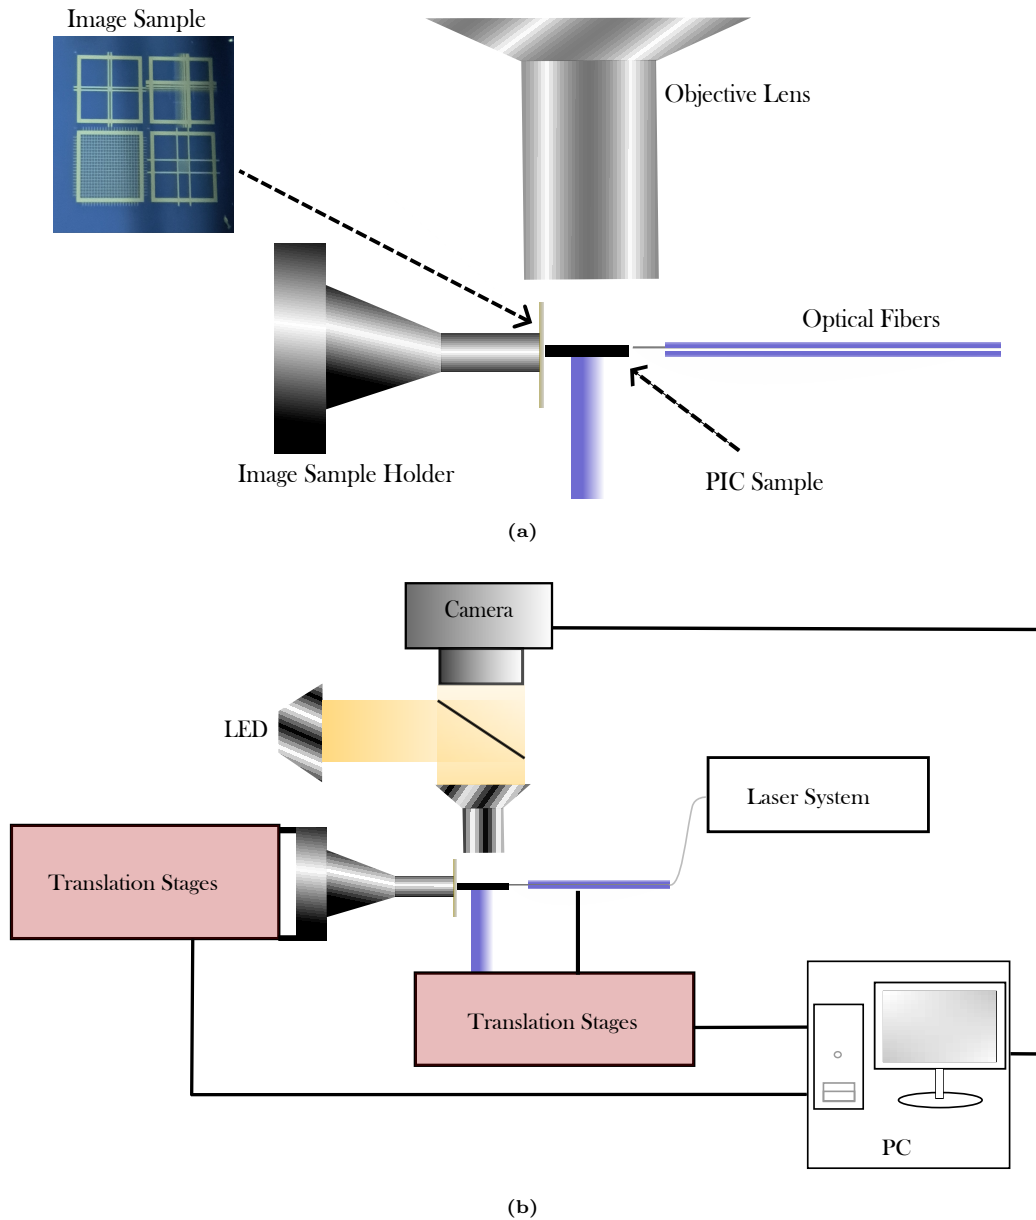 Image Sample
Objective Lens
Optical Fibers
Image Sample Holder
PIC Sample
(a)
Camera
LED
Laser System
Translation Stages
Translation Stages
PC
(b)